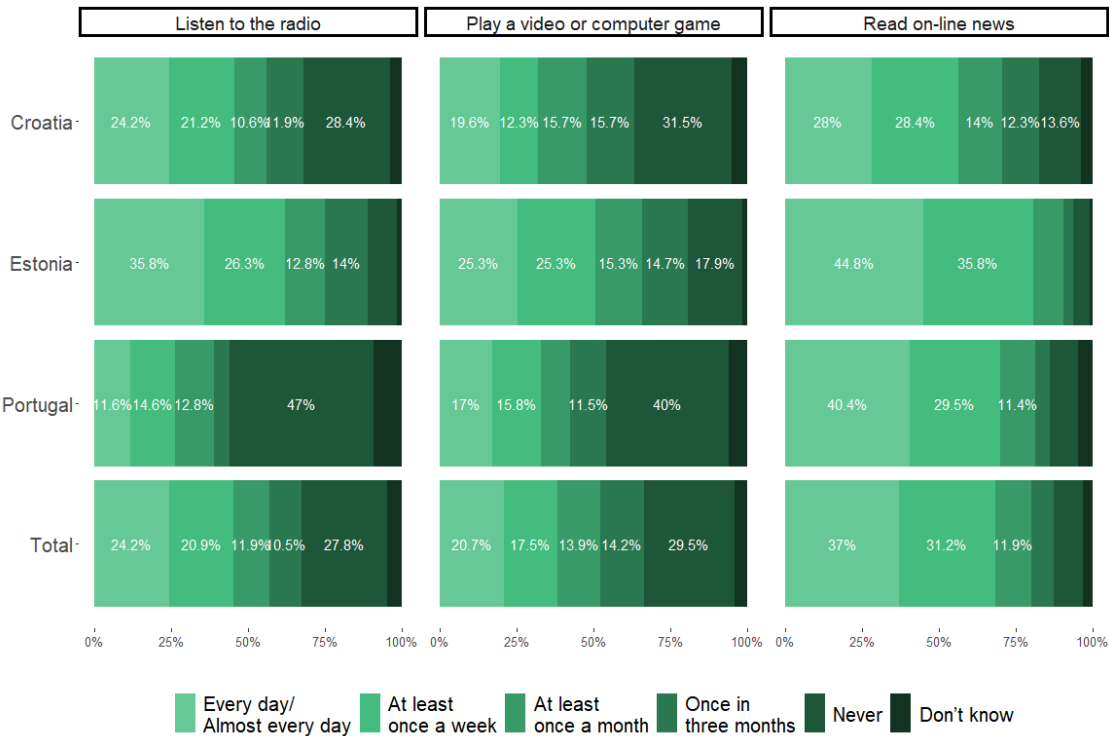 Listen to the radio
Play a video or computer game
Read on-line news
Croatia
24.2% 21.2% 10.6% 11.9% 28.4%
19.6% 12.3% 15.7% 15.7% 31.5%
28% 28.4% 14% 12.3% 13.6%
Estonia
35.8% 26.3% 12.8% 14%
25.3% 25.3% 15.3% 14.7% 17.9%
44.8% 35.8%
Portugal
11.6% 14.6% 12.8% 47%
17% 15.8% 11.5% 40%
40.4% 29.5% 11.4%
Total
24.2% 20.9% 11.9% 10.5% 27.8%
20.7% 17.5% 13.9% 14.2% 29.5%
37% 31.2% 11.9%
0% 25% 50% 75% 100%
0% 25% 50% 75% 100%
0% 25% 50% 75% 100%
Every day/
Almost every day
At least
once a week
At least
once a month
Once in
three months
Never
Don't know